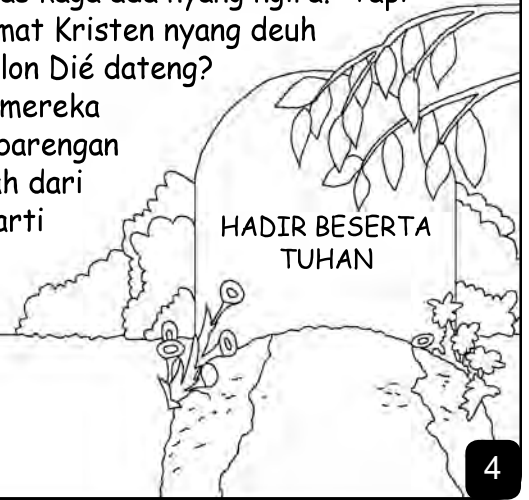 mat Kristen nyang deuh
lon Dié dateng?
mereka
barengan
h dari
arti
HADIR BESERTA
TUHAN
4